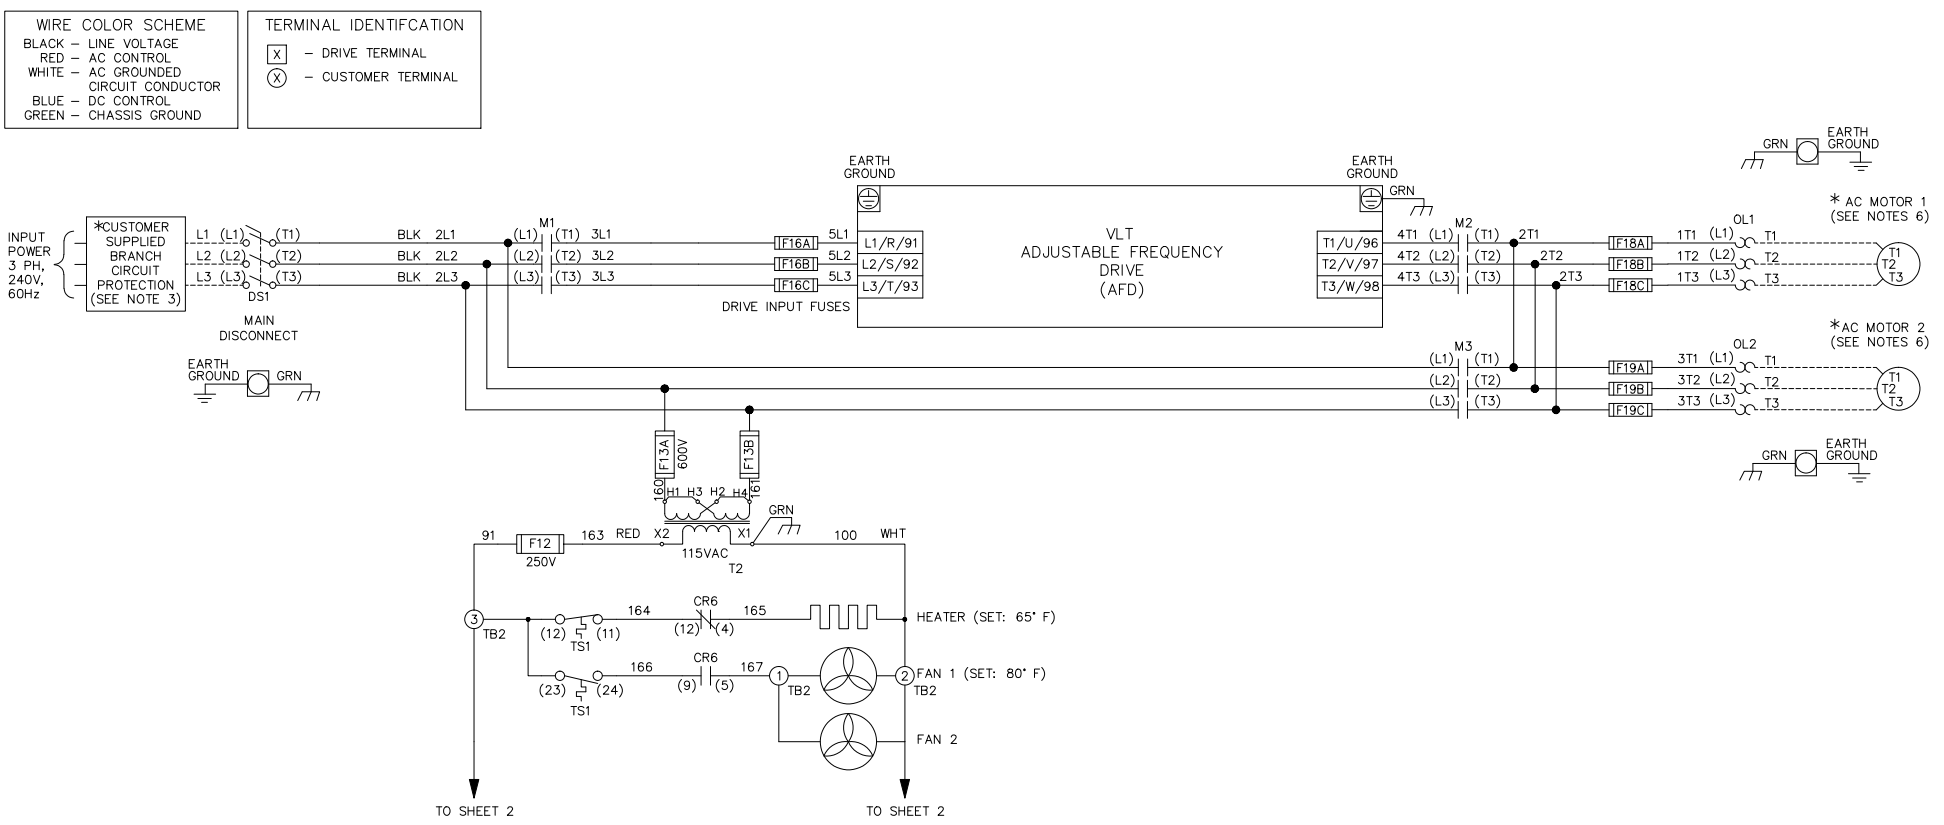 WIRE COLOR SCHEME
BLACK – LINE VOLTAGE
RED – AC CONTROL
WHITE – AC GROUNDED
CIRCUIT CONDUCTOR
BLUE – DC CONTROL
GREEN – CHASSIS GROUND
TERMINAL IDENTIFCATION
X – DRIVE TERMINAL
X – CUSTOMER TERMINAL
INPUT
POWER
3 PH,
240V,
60Hz
*CUSTOMER
SUPPLIED
BRANCH
CIRCUIT
PROTECTION
(SEE NOTE 3)
L1 (L1) (T1) BLK 2L1 (L1) M1 (T1) 3L1 F16A 5L1 L1/R/91
L2 (L2) (T2) BLK 2L2 (L2) (T2) 3L2 F16B 5L2 L2/S/92
L3 (L3) (T3) BLK 2L3 (L3) (T3) 3L3 F16C 5L3 L3/T/93
DS1
MAIN
DISCONNECT
DRIVE INPUT FUSES
EARTH
GROUND
GRN
EARTH
GROUND
VLT
ADJUSTABLE FREQUENCY
DRIVE
(AFD)
EARTH
GROUND
GRN
T1/U/96 4T1 (L1) M2 (T1) 2T1 F18A 1T1 (L1) OL1 T1
T2/V/97 4T2 (L2) (T2) 2T2 F18B 1T2 (L2) T2
T3/W/98 4T3 (L3) (T3) 2T3 F18C 1T3 (L3) T3
GRN
EARTH
GROUND
* AC MOTOR 1
(SEE NOTES 6)
T1
T2
T3
*AC MOTOR 2
(SEE NOTES 6)
(L1) M3 (T1) F19A 3T1 (L1) OL2 T1
(L2) (T2) F19B 3T2 (L2) T2
(L3) (T3) F19C 3T3 (L3) T3
T1
T2
T3
GRN
EARTH
GROUND
F13A
600V
F13B
160
161
H1 H3 H2 H4
GRN
91 F12 163 RED X2 X1 100 WHT
250V
115VAC
T2
3
TB2
(12) (11)
TS1
164
CR6
(12) (4)
165
HEATER (SET: 65° F)
(23) (24)
TS1
166
CR6
(9) (5)
167
1
TB2
2
TB2
FAN 1 (SET: 80° F)
FAN 2
TO SHEET 2
TO SHEET 2